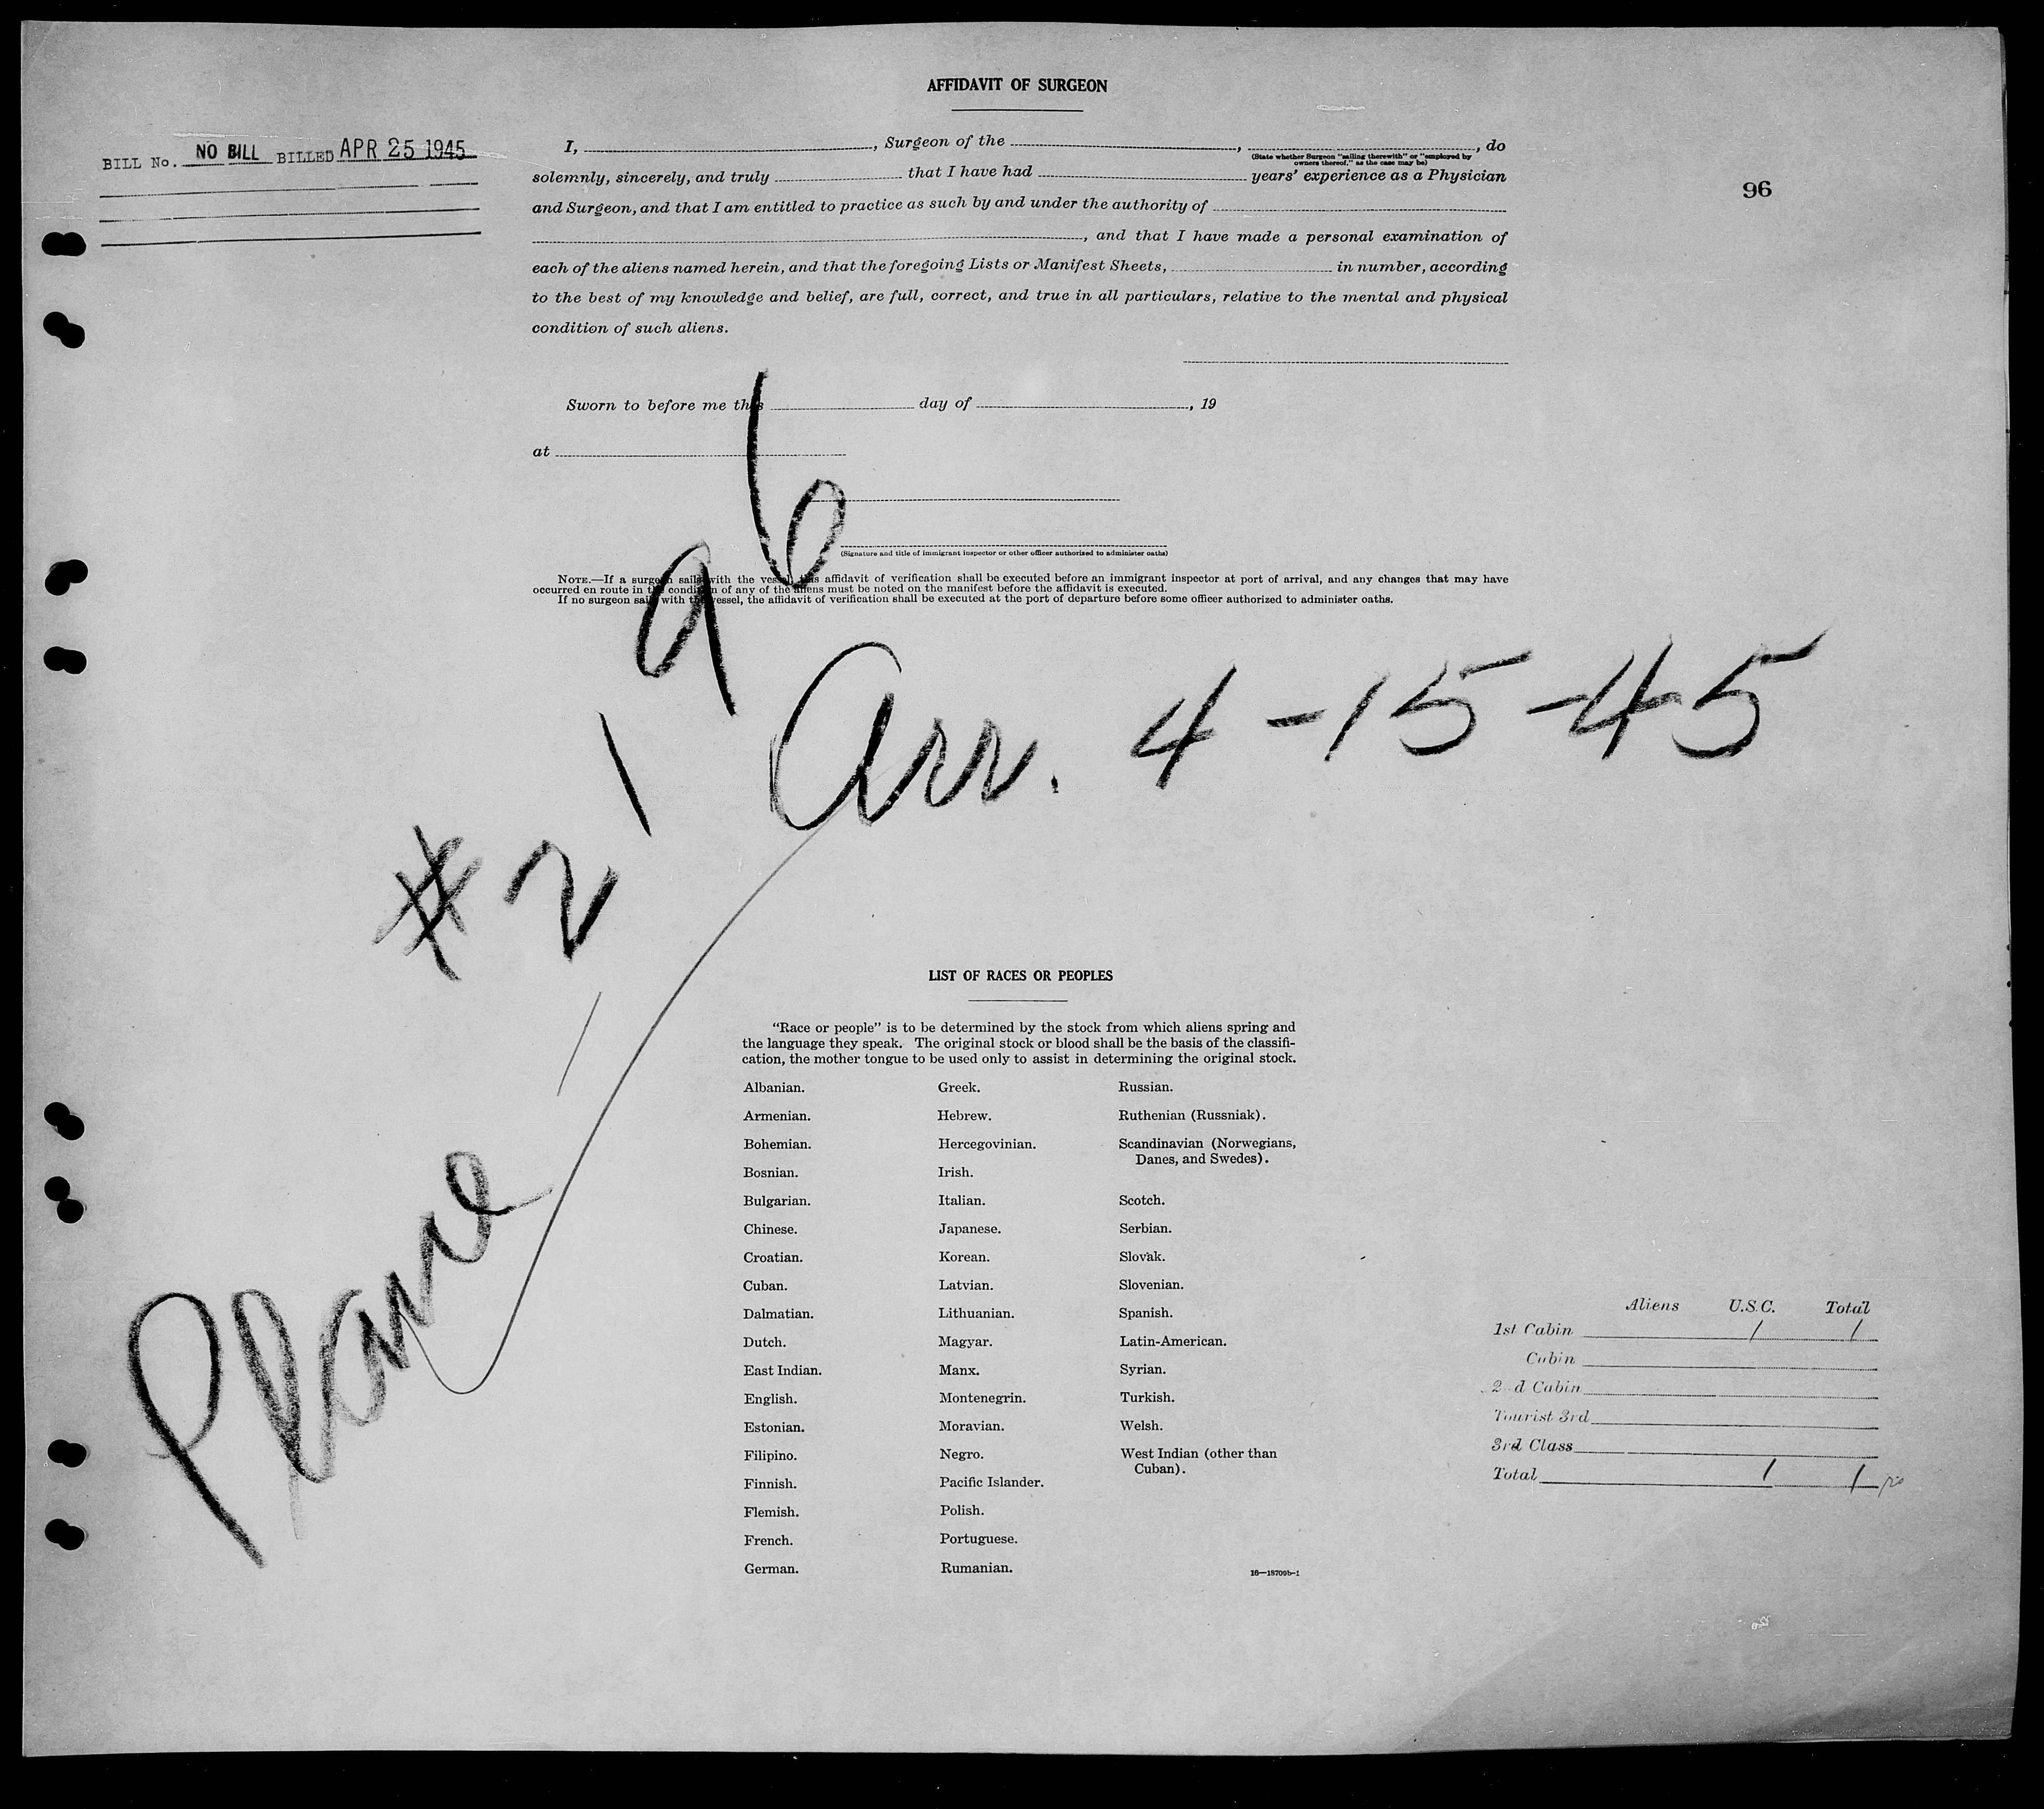 AFFIDAVIT OF SURGEON
BILL No. NO BILL BILLED APR 25 1945
96
I, , Surgeon of the , , do
(State whether Surgeon "sailing therewith" or "employed by
owners thereof," as the case may be)
solemnly, sincerely, and truly that I have had years' experience as a Physician
and Surgeon, and that I am entitled to practice as such by and under the authority of
, and that I have made a personal examination of
each of the aliens named herein, and that the foregoing Lists or Manifest Sheets, in number, according
to the best of my knowledge and belief, are full, correct, and true in all particulars, relative to the mental and physical
condition of such aliens.
Sworn to before me this day of , 19
at
(Signature and title of immigrant inspector or other officer authorized to administer oaths)
NOTE.—If a surgeon sails with the vessel, this affidavit of verification shall be executed before an immigrant inspector at port of arrival, and any changes that may have
occurred en route in the condition of any of the aliens must be noted on the manifest before the affidavit is executed.
If no surgeon sails with the vessel, the affidavit of verification shall be executed at the port of departure before some officer authorized to administer oaths.
Plane #2196
Arr. 4-15-45
LIST OF RACES OR PEOPLES
"Race or people" is to be determined by the stock from which aliens spring and
the language they speak. The original stock or blood shall be the basis of the classifi-
cation, the mother tongue to be used only to assist in determining the original stock.
Albanian.
Armenian.
Bohemian.
Bosnian.
Bulgarian.
Chinese.
Croatian.
Cuban.
Dalmatian.
Dutch.
East Indian.
English.
Estonian.
Filipino.
Finnish.
Flemish.
French.
German.
Greek.
Hebrew.
Hercegovinian.
Irish.
Italian.
Japanese.
Korean.
Latvian.
Lithuanian.
Magyar.
Manx.
Montenegrin.
Moravian.
Negro.
Pacific Islander.
Polish.
Portuguese.
Rumanian.
Russian.
Ruthenian (Russniak).
Scandinavian (Norwegians,
Danes, and Swedes).
Scotch.
Serbian.
Slovak.
Slovenian.
Spanish.
Latin-American.
Syrian.
Turkish.
Welsh.
West Indian (other than
Cuban).
16—18709b-1
Aliens U.S.C. Total
1st Cabin 1 1
Cabin
2nd Cabin
Tourist 3rd
3rd Class
Total 1 1